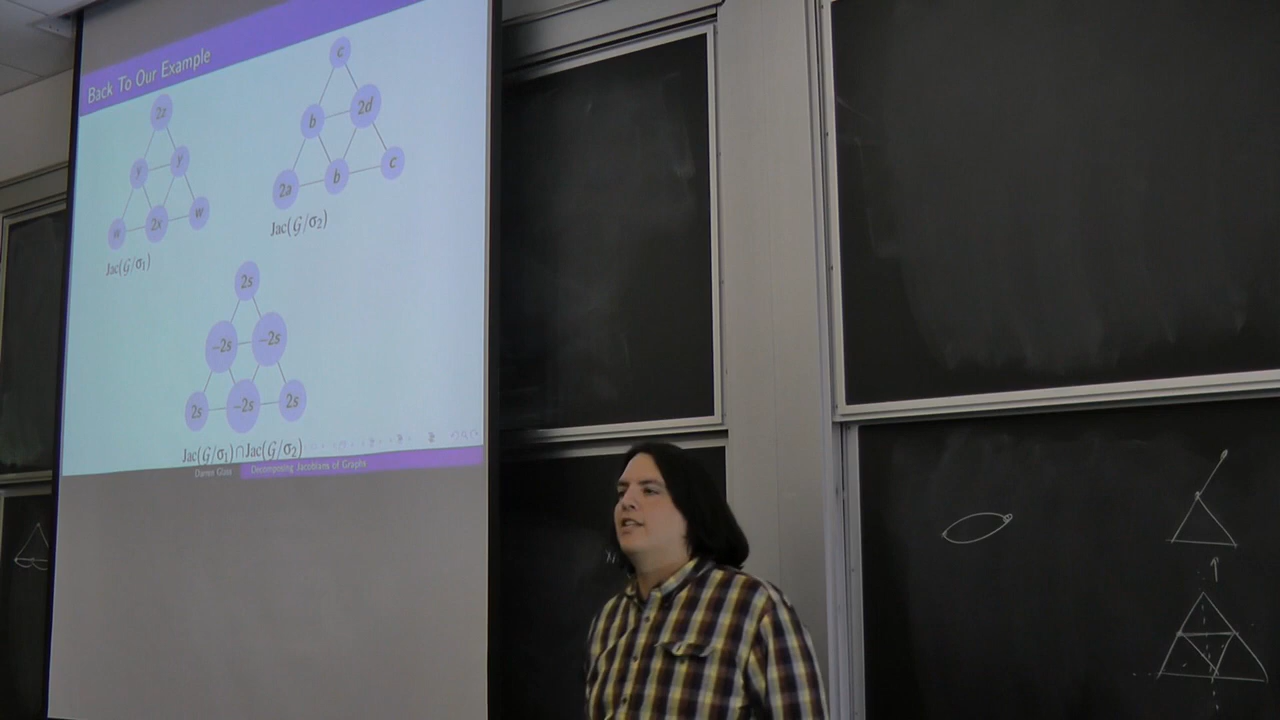 Back To Our Example
2z
y y
w 2x w
Jac(𝒢/σ₁)
c
b 2d
2a b c
Jac(𝒢/σ₂)
2s
−2s −2s
2s −2s 2s
Jac(𝒢/σ₁)∩Jac(𝒢/σ₂)
Darren Glass Decomposing Jacobians of Graphs